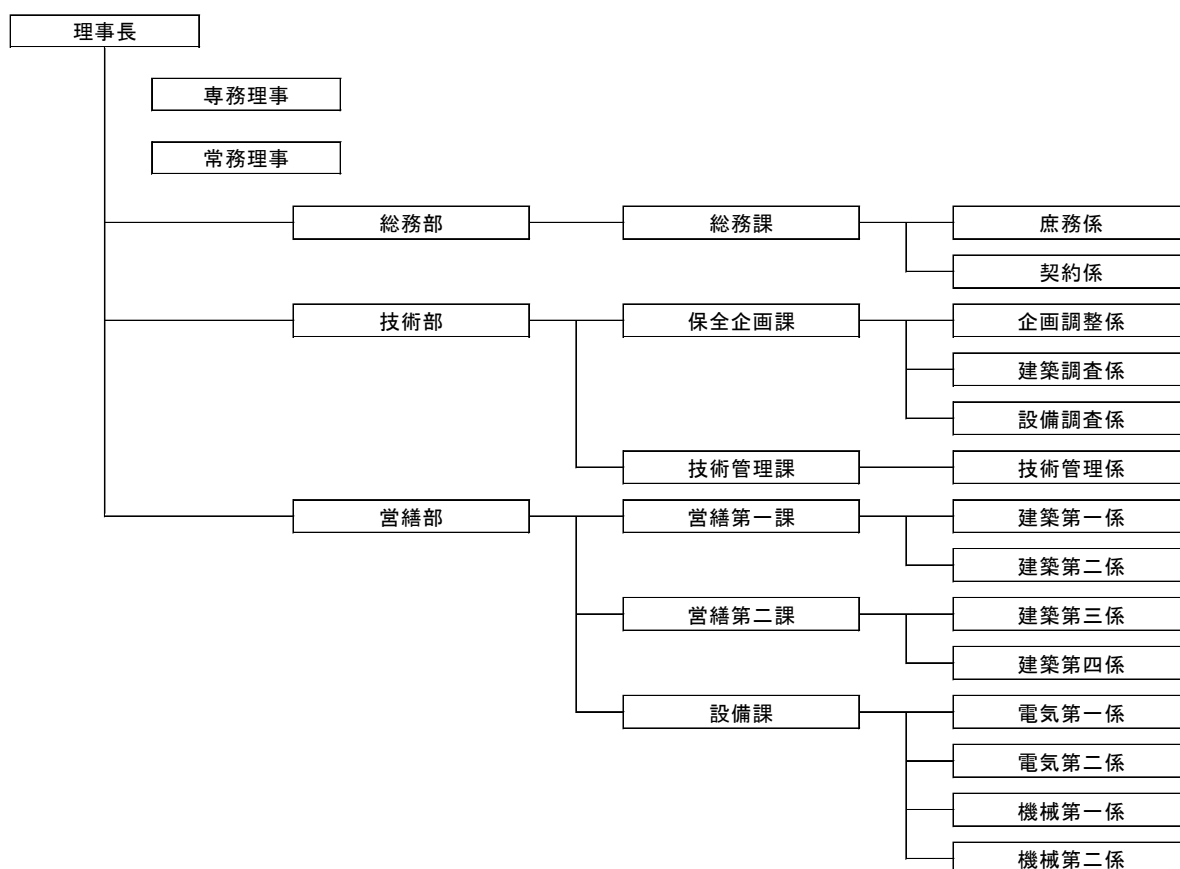 理事長
専務理事
常務理事
総務部 総務課 庶務係
契約係
技術部 保全企画課 企画調整係
建築調査係
設備調査係
技術管理課 技術管理係
営繕部 営繕第一課 建築第一係
建築第二係
営繕第二課 建築第三係
建築第四係
設備課 電気第一係
電気第二係
機械第一係
機械第二係